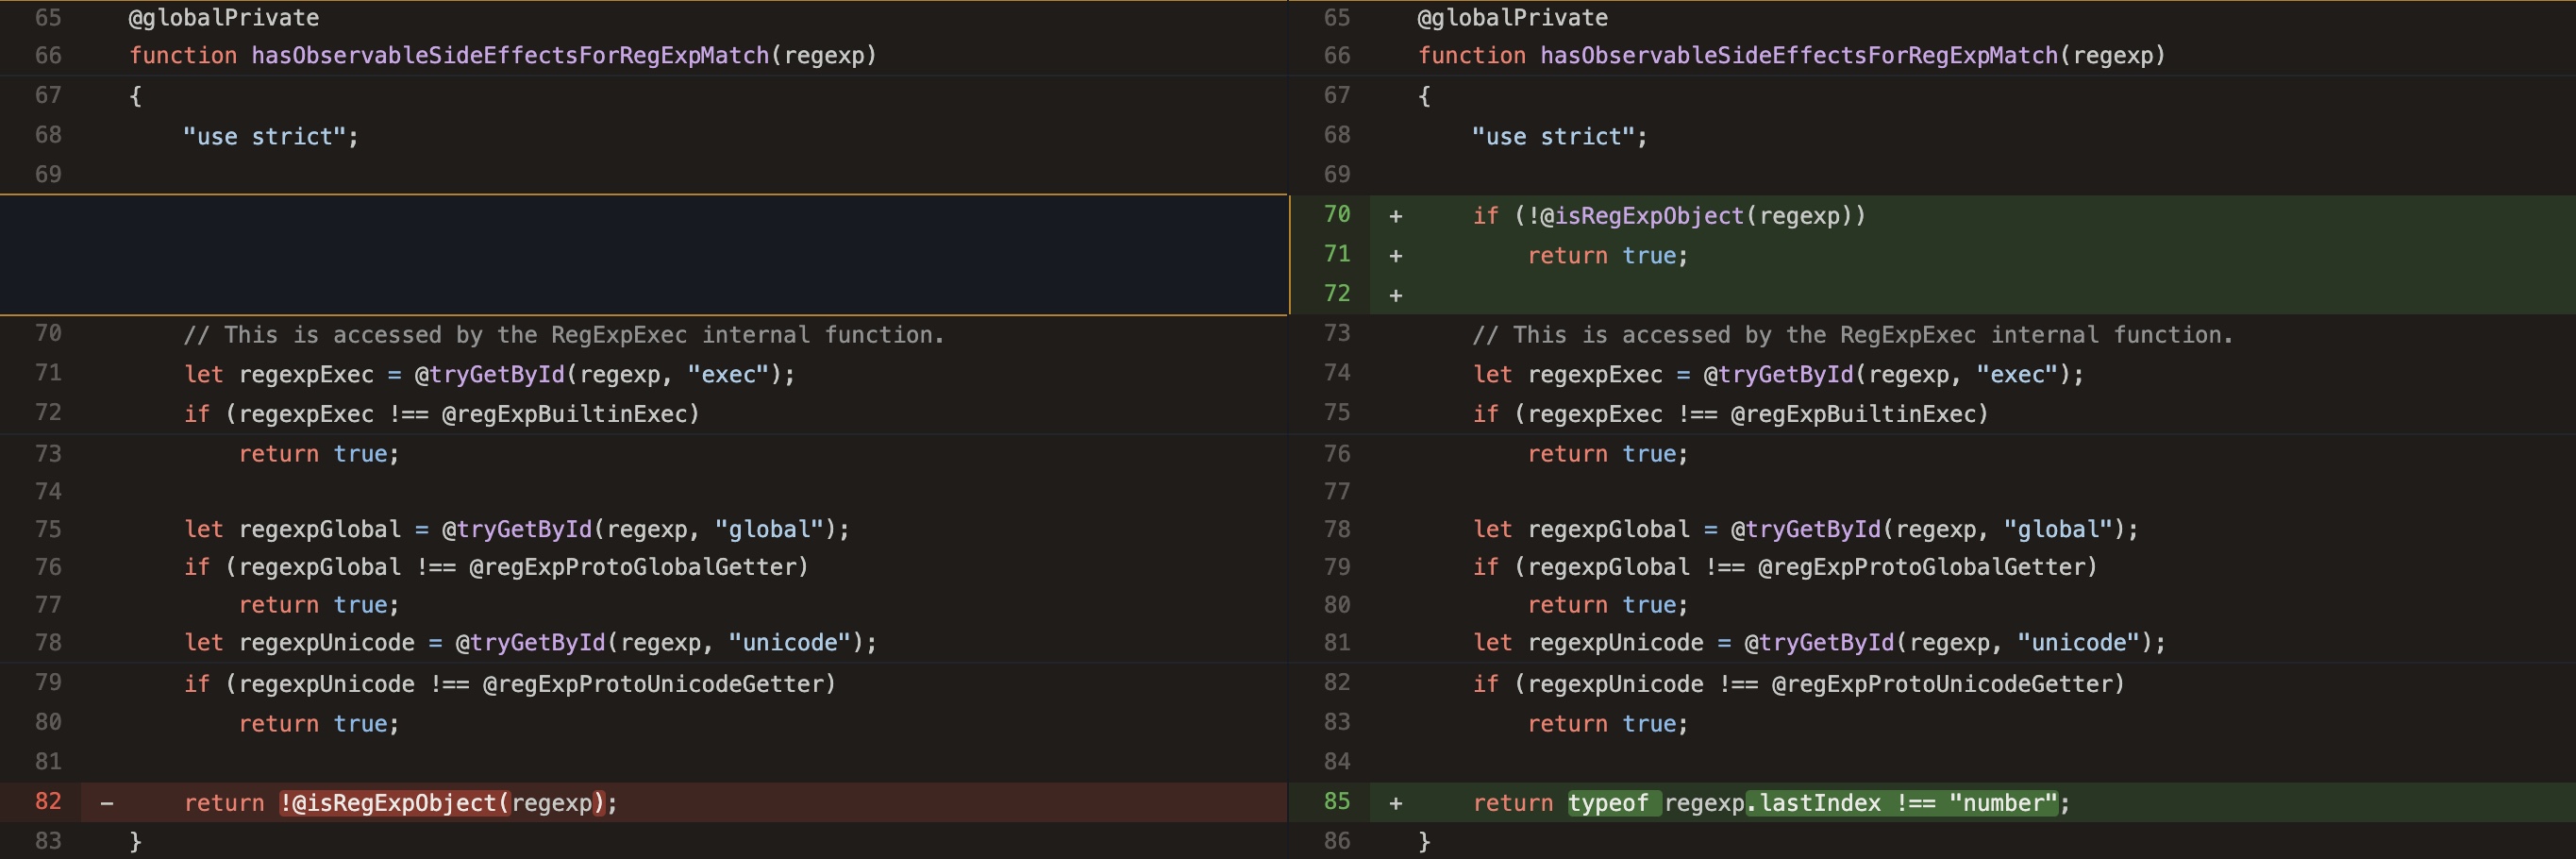 65 @globalPrivate
66 function hasObservableSideEffectsForRegExpMatch(regexp)
67 {
68 "use strict";
69
70 // This is accessed by the RegExpExec internal function.
71 let regexpExec = @tryGetById(regexp, "exec");
72 if (regexpExec !== @regExpBuiltinExec)
73 return true;
74
75 let regexpGlobal = @tryGetById(regexp, "global");
76 if (regexpGlobal !== @regExpProtoGlobalGetter)
77 return true;
78 let regexpUnicode = @tryGetById(regexp, "unicode");
79 if (regexpUnicode !== @regExpProtoUnicodeGetter)
80 return true;
81
82 - return !@isRegExpObject(regexp);
83 }
65 @globalPrivate
66 function hasObservableSideEffectsForRegExpMatch(regexp)
67 {
68 "use strict";
69
70 + if (!@isRegExpObject(regexp))
71 + return true;
72 +
73 // This is accessed by the RegExpExec internal function.
74 let regexpExec = @tryGetById(regexp, "exec");
75 if (regexpExec !== @regExpBuiltinExec)
76 return true;
77
78 let regexpGlobal = @tryGetById(regexp, "global");
79 if (regexpGlobal !== @regExpProtoGlobalGetter)
80 return true;
81 let regexpUnicode = @tryGetById(regexp, "unicode");
82 if (regexpUnicode !== @regExpProtoUnicodeGetter)
83 return true;
84
85 + return typeof regexp.lastIndex !== "number";
86 }